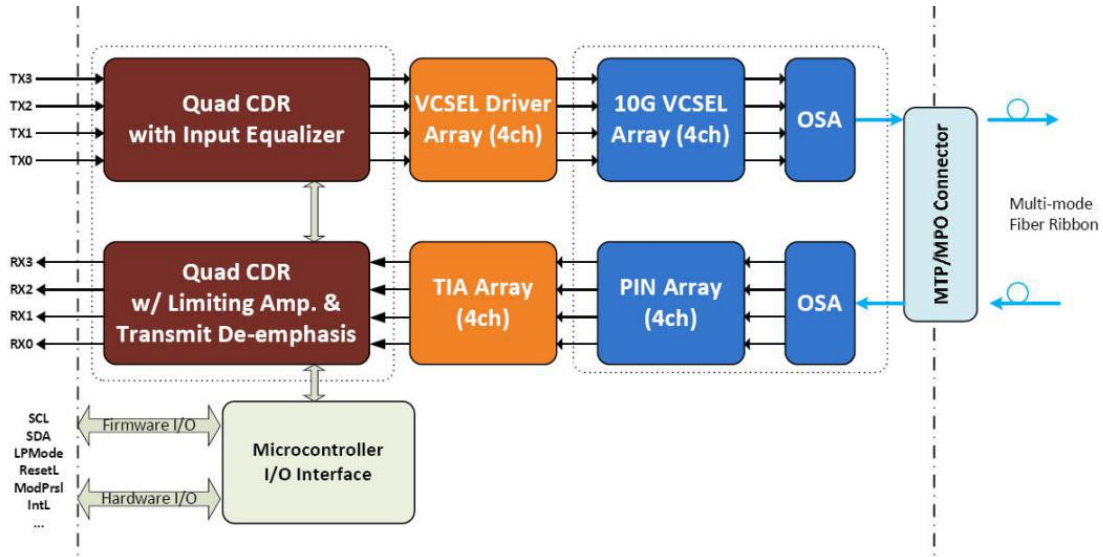 TX3
TX2
TX1
TX0
Quad CDR
with Input Equalizer
VCSEL Driver
Array (4ch)
10G VCSEL
Array (4ch)
OSA
MTP/MPO Connector
Multi-mode
Fiber Ribbon
RX3
RX2
RX1
RX0
Quad CDR
w/ Limiting Amp. &
Transmit De-emphasis
TIA Array
(4ch)
PIN Array
(4ch)
OSA
SCL
SDA
LPMode
ResetL
ModPrsl
IntL
...
Firmware I/O
Hardware I/O
Microcontroller
I/O Interface